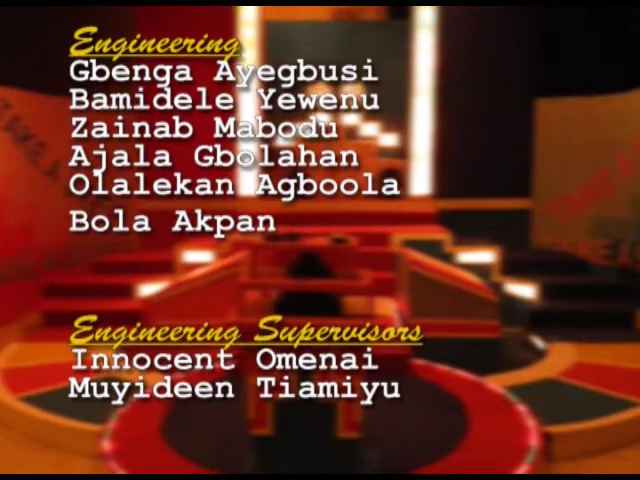 Engineering
Gbenga Ayegbusi
Bamidele Yewenu
Zainab Mabodu
Ajala Gbolahan
Olalekan Agboola
Bola Akpan
Engineering Supervisors
Innocent Omenai
Muyideen Tiamiyu